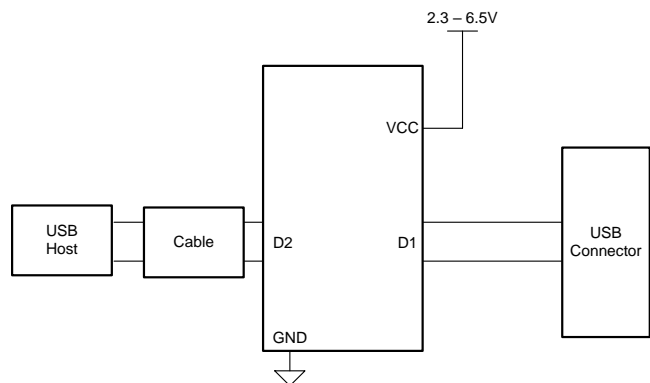 2.3 – 6.5V
VCC
USB
Host
Cable
D2
D1
USB
Connector
GND